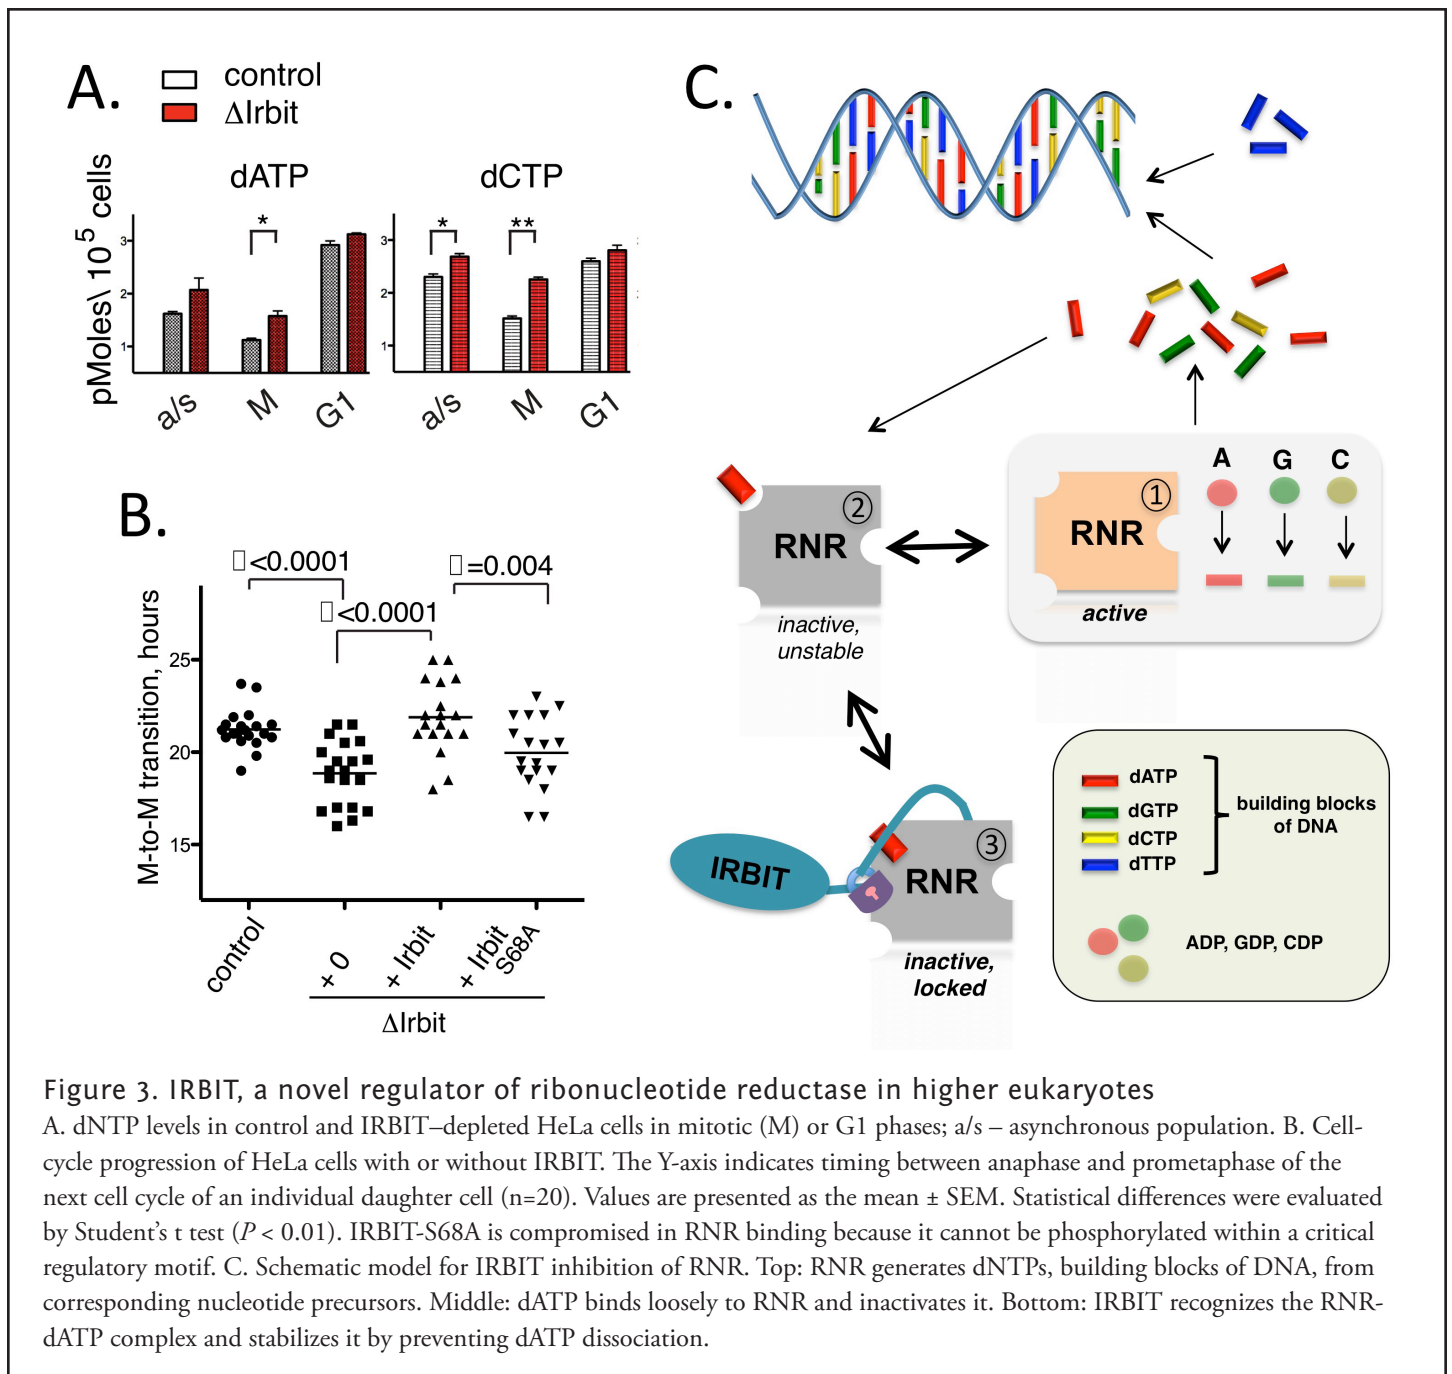 A.
control
ΔIrbit
dATP
dCTP
* * **
pMoles\ 10 5 cells
3
2
1
3
2
1
a/s M G1 a/s M G1
B.
<0.0001
=0.004
<0.0001
M-to-M transition, hours
25
20
15
control
+ 0
+ Irbit
+ Irbit
S68A
ΔIrbit
C.
A G C
1
RNR
active
2
RNR
inactive,
unstable
IRBIT
3
RNR
inactive,
locked
dATP
dGTP
dCTP
dTTP
building blocks
of DNA
ADP, GDP, CDP
Figure 3. IRBIT, a novel regulator of ribonucleotide reductase in higher eukaryotes
A. dNTP levels in control and IRBIT–depleted HeLa cells in mitotic (M) or G1 phases; a/s – asynchronous population. B. Cell-
cycle progression of HeLa cells with or without IRBIT. The Y-axis indicates timing between anaphase and prometaphase of the
next cell cycle of an individual daughter cell (n=20). Values are presented as the mean ± SEM. Statistical differences were evaluated
by Student's t test (P < 0.01). IRBIT-S68A is compromised in RNR binding because it cannot be phosphorylated within a critical
regulatory motif. C. Schematic model for IRBIT inhibition of RNR. Top: RNR generates dNTPs, building blocks of DNA, from
corresponding nucleotide precursors. Middle: dATP binds loosely to RNR and inactivates it. Bottom: IRBIT recognizes the RNR-
dATP complex and stabilizes it by preventing dATP dissociation.